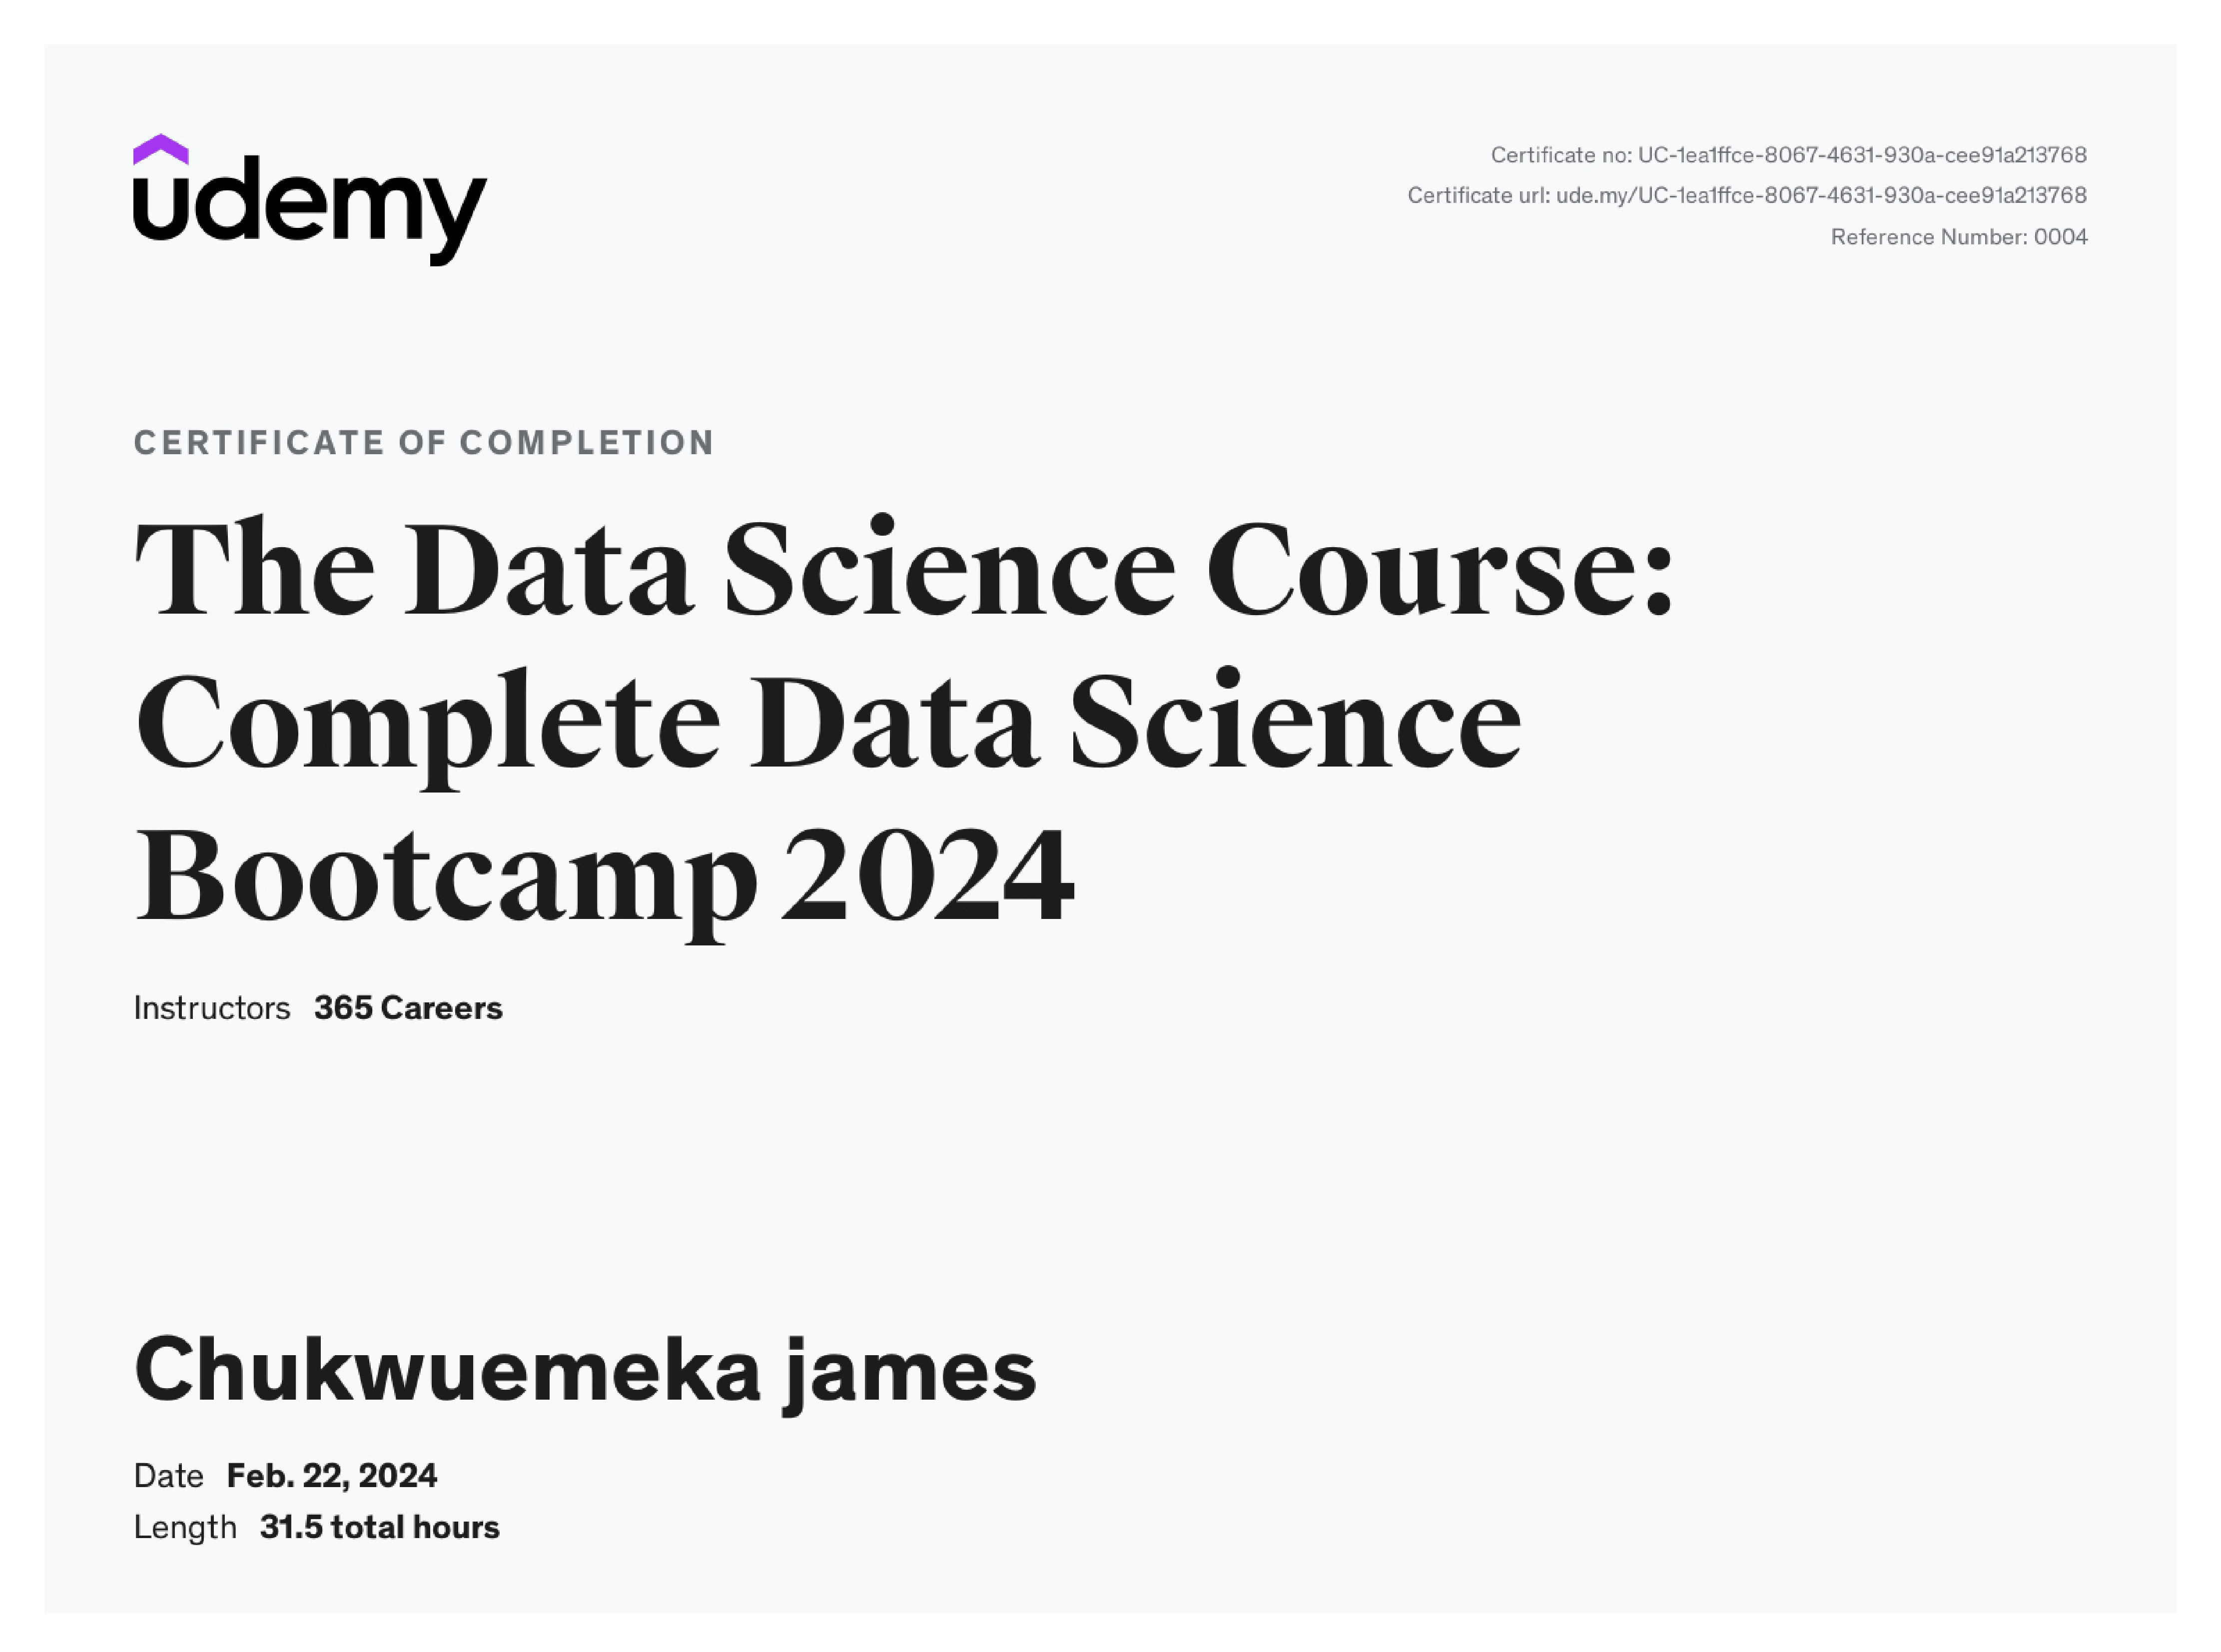 udemy
Certificate no: UC-1ea1ffce-8067-4631-930a-cee91a213768
Certificate url: ude.my/UC-1ea1ffce-8067-4631-930a-cee91a213768
Reference Number: 0004
CERTIFICATE OF COMPLETION
The Data Science Course:
Complete Data Science
Bootcamp 2024
Instructors 365 Careers
Chukwuemeka james
Date Feb. 22, 2024
Length 31.5 total hours